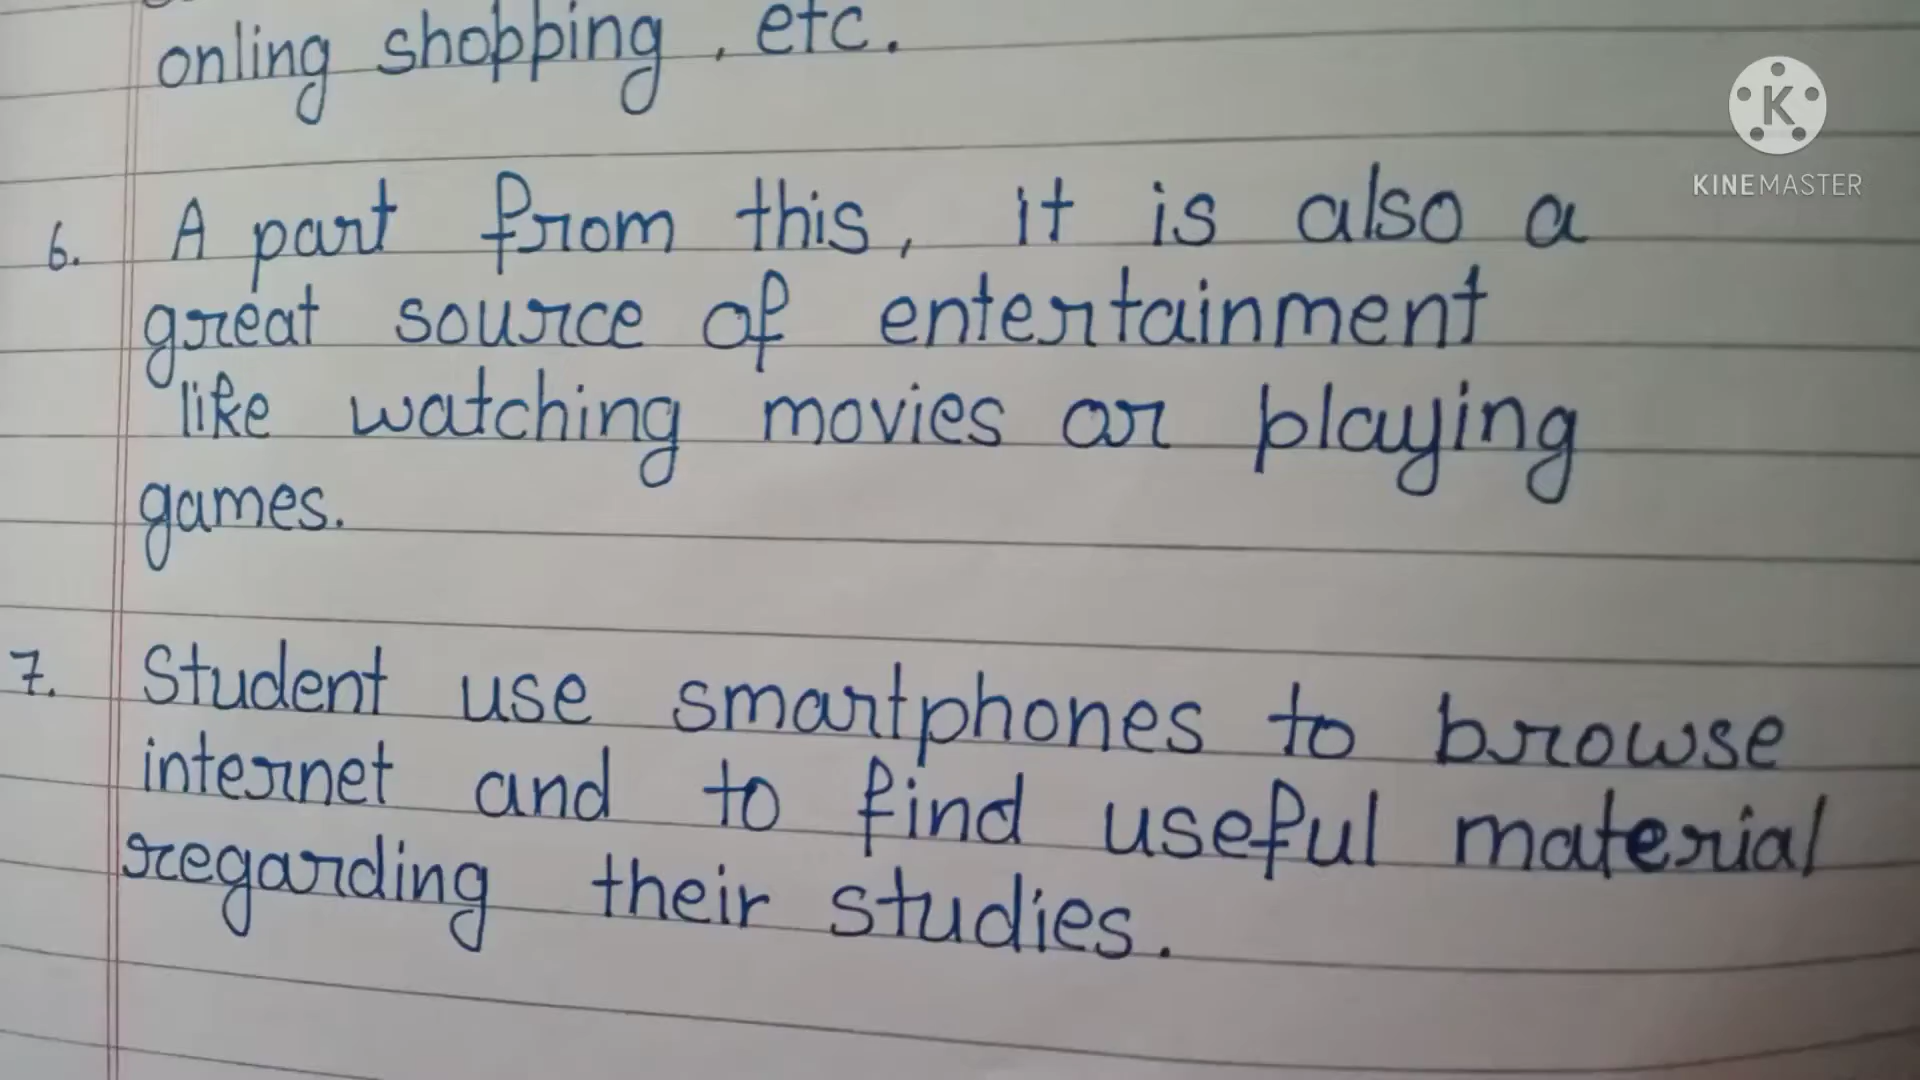 onling shopping, etc.
K
KINEMASTER
6. A part from this, it is also a
great source of entertainment
like watching movies or playing
games.
7. Student use smartphones to browse
internet and to find useful material
regarding their studies.